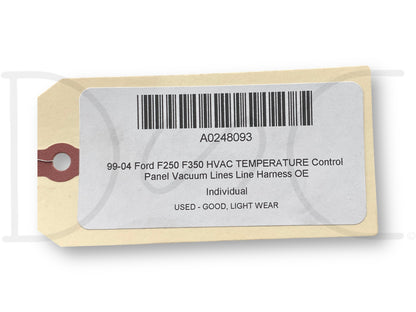 A0248093
99-04 Ford F250 F350 HVAC TEMPERATURE Control
Panel Vacuum Lines Line Harness OE
Individual
USED - GOOD, LIGHT WEAR